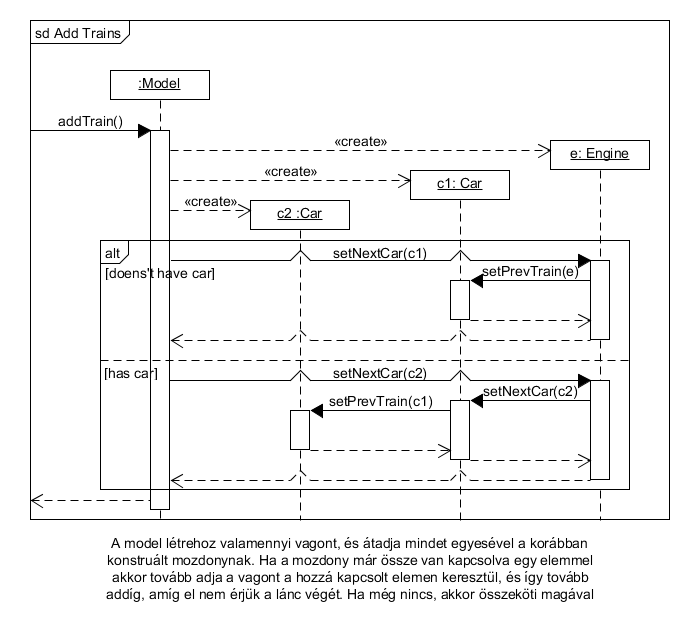 sd Add Trains
:Model
addTrain()
«create»
e: Engine
«create»
c1: Car
«create»
c2 :Car
alt
setNextCar(c1)
[doens't have car]
setPrevTrain(e)
[has car]
setNextCar(c2)
setNextCar(c2)
setPrevTrain(c1)
A model létrehoz valamennyi vagont, és átadja mindet egyesével a korábban
konstruált mozdonynak. Ha a mozdony már össze van kapcsolva egy elemmel
akkor tovább adja a vagont a hozzá kapcsolt elemen keresztül, és így tovább
addíg, amíg el nem érjük a lánc végét. Ha még nincs, akkor összeköti magával